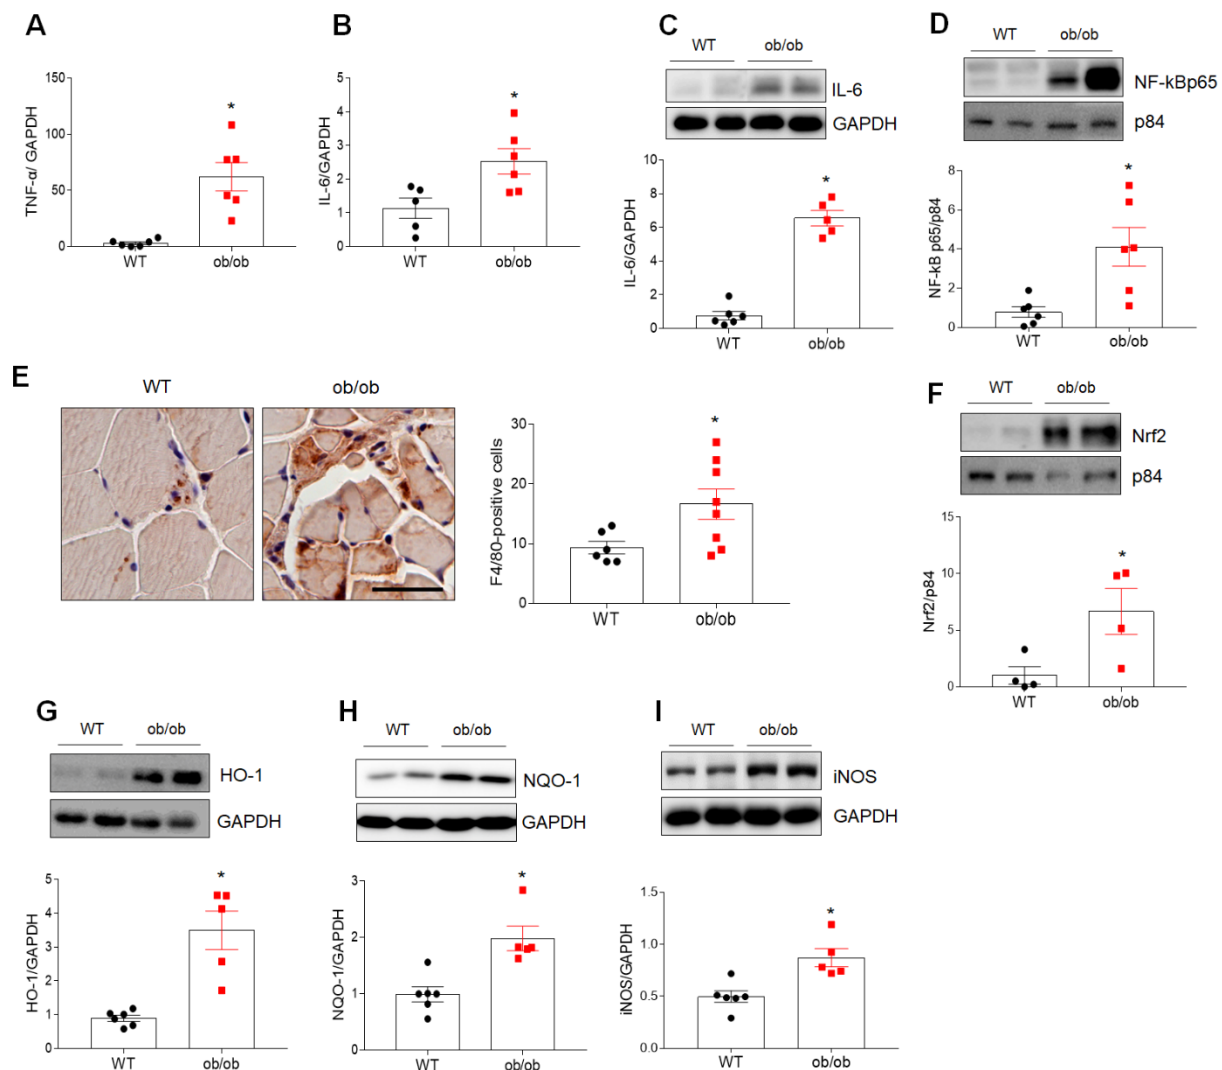 A
TNF-α/ GAPDH
150
100
50
0
*
WT
ob/ob
B
IL-6/GAPDH
5
4
3
2
1
0
*
WT
ob/ob
C
WT
ob/ob
IL-6
GAPDH
IL-6/GAPDH
10
8
6
4
2
0
*
WT
ob/ob
D
WT
ob/ob
NF-kBp65
p84
NF-kB p65/p84
8
6
4
2
0
*
WT
ob/ob
E
WT
ob/ob
F4/80-positive cells
30
20
10
0
*
WT
ob/ob
F
WT
ob/ob
Nrf2
p84
Nrf2/p84
15
10
5
0
*
WT
ob/ob
G
WT
ob/ob
HO-1
GAPDH
HO-1/GAPDH
5
4
3
2
1
0
*
WT
ob/ob
H
WT
ob/ob
NQO-1
GAPDH
NQO-1/GAPDH
3
2
1
0
*
WT
ob/ob
I
WT
ob/ob
iNOS
GAPDH
iNOS/GAPDH
1.5
1.0
0.5
0.0
*
WT
ob/ob